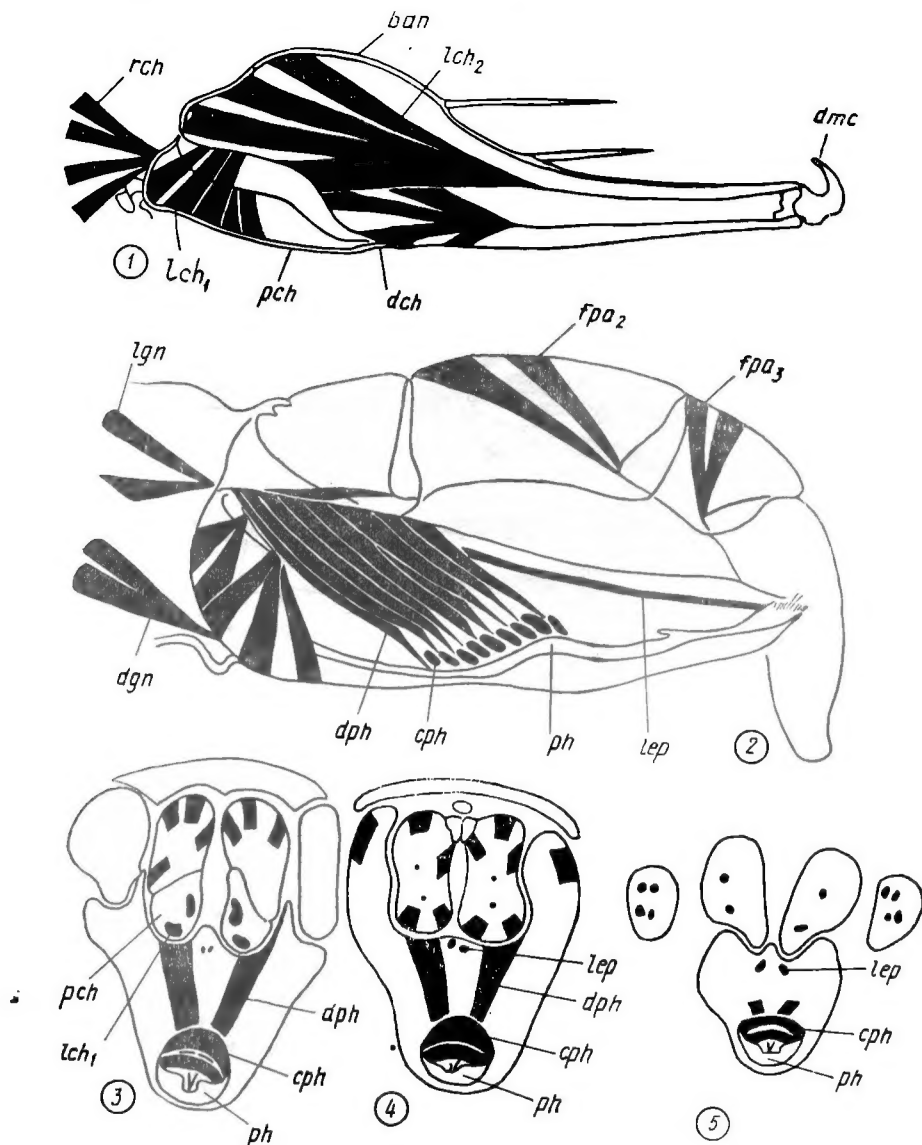 ban
lch₂
rch
dmc
1
lch₁
pch
dch
fpa₂
lgn
fpa₃
dgn
dph
cph
ph
lep
2
pch
lch₁
dph
cph
ph
3
lep
dph
cph
ph
4
lep
cph
ph
5